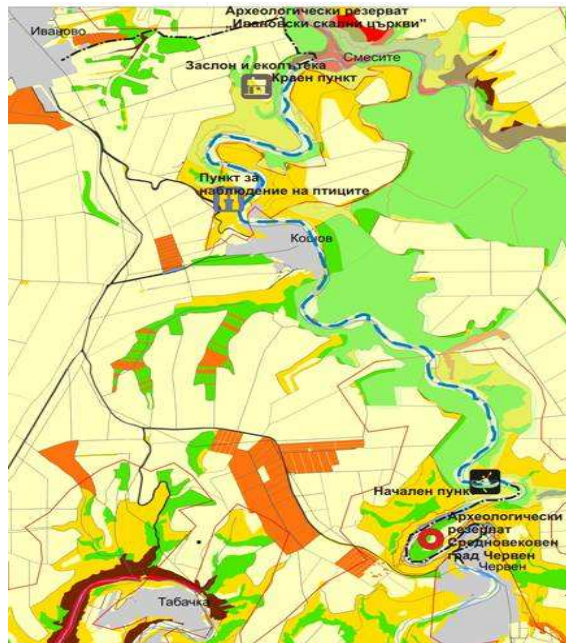 Археологически резерват
"Ивановски скални църкви"
Иваново
Смесите
Заслон и екопътека
Краен пункт
Пункт за
наблюдение на птиците
Кошов
Начален пункт
Археологически
резерват
Средновековен
град Червен
Червен
Табачка